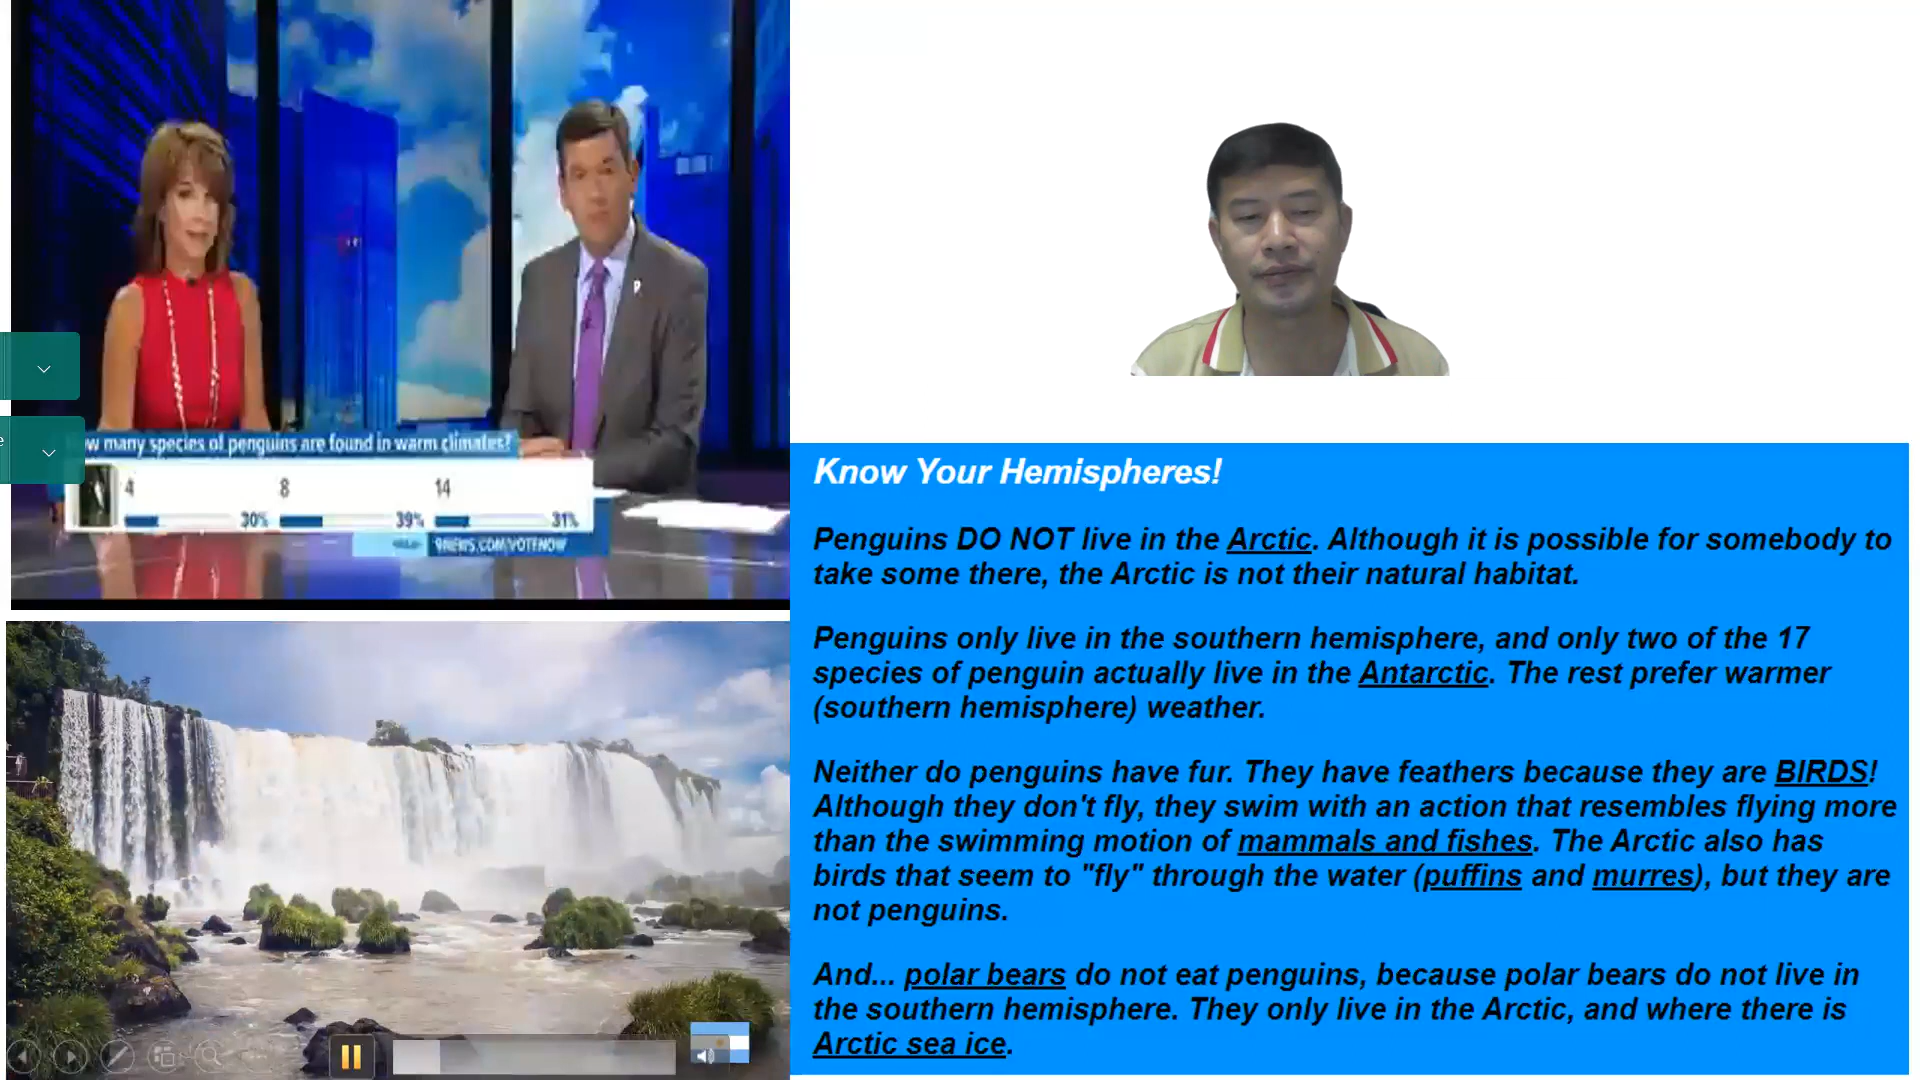 many species of penguins are found in warm climates?
4 8 14
30% 39% 31%
9NEWS.COM/VOTENOW
Know Your Hemispheres!
Penguins DO NOT live in the Arctic. Although it is possible for somebody to
take some there, the Arctic is not their natural habitat.
Penguins only live in the southern hemisphere, and only two of the 17
species of penguin actually live in the Antarctic. The rest prefer warmer
(southern hemisphere) weather.
Neither do penguins have fur. They have feathers because they are BIRDS!
Although they don't fly, they swim with an action that resembles flying more
than the swimming motion of mammals and fishes. The Arctic also has
birds that seem to "fly" through the water (puffins and murres), but they are
not penguins.
And... polar bears do not eat penguins, because polar bears do not live in
the southern hemisphere. They only live in the Arctic, and where there is
Arctic sea ice.